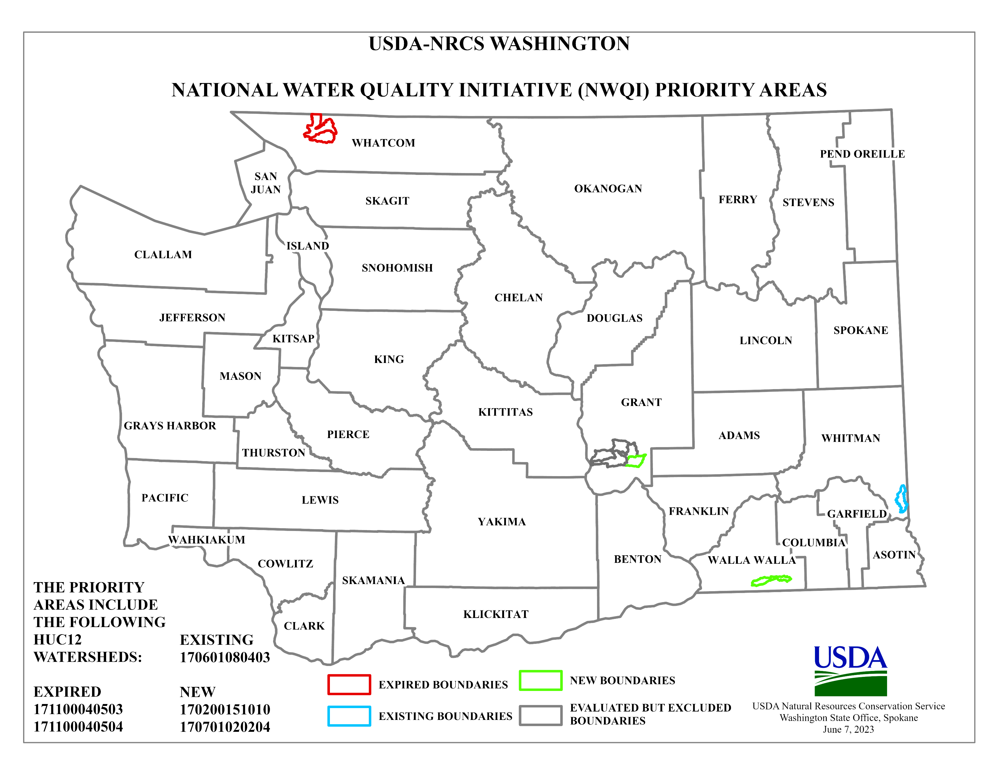 USDA-NRCS WASHINGTON
NATIONAL WATER QUALITY INITIATIVE (NWQI) PRIORITY AREAS
WHATCOM
PEND OREILLE
SAN
JUAN
SKAGIT
OKANOGAN
FERRY
STEVENS
ISLAND
CLALLAM
SNOHOMISH
CHELAN
JEFFERSON
DOUGLAS
SPOKANE
KITSAP
LINCOLN
KING
MASON
GRANT
KITTITAS
GRAYS HARBOR
PIERCE
ADAMS
WHITMAN
THURSTON
PACIFIC
LEWIS
FRANKLIN
GARFIELD
YAKIMA
WAHKIAKUM
COLUMBIA
ASOTIN
COWLITZ
BENTON
WALLA WALLA
SKAMANIA
KLICKITAT
CLARK
THE PRIORITY
AREAS INCLUDE
THE FOLLOWING
HUC12
WATERSHEDS:
EXISTING
170601080403
EXPIRED
171100040503
171100040504
NEW
170200151010
170701020204
EXPIRED BOUNDARIES
EXISTING BOUNDARIES
NEW BOUNDARIES
EVALUATED BUT EXCLUDED
BOUNDARIES
USDA
USDA Natural Resources Conservation Service
Washington State Office, Spokane
June 7, 2023